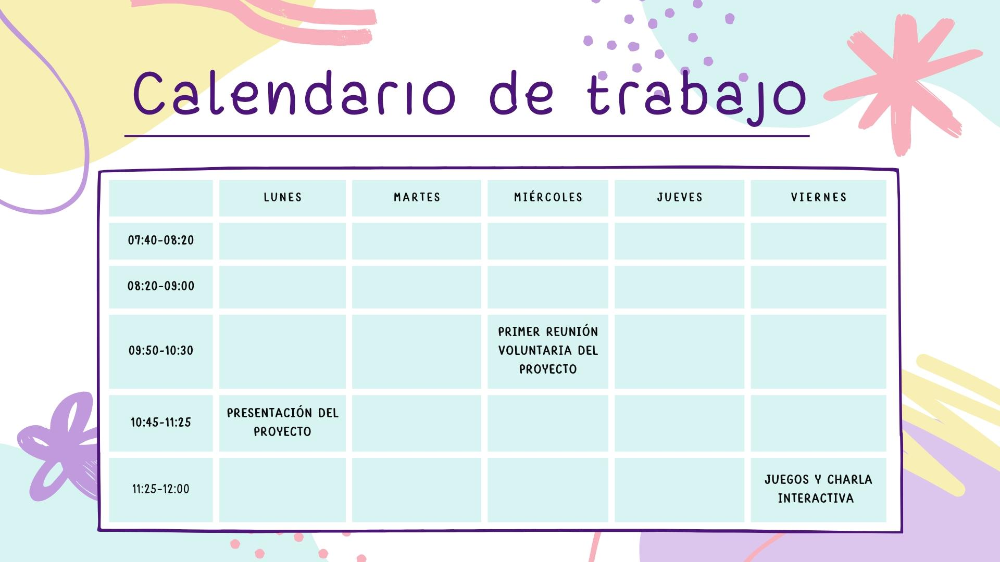 Calendario de trabajo
LUNES MARTES MIÉRCOLES JUEVES VIERNES
07:40-08:20
08:20-09:00
09:50-10:30
PRIMER REUNIÓN
VOLUNTARIA DEL
PROYECTO
10:45-11:25
PRESENTACIÓN DEL
PROYECTO
11:25-12:00
JUEGOS Y CHARLA
INTERACTIVA